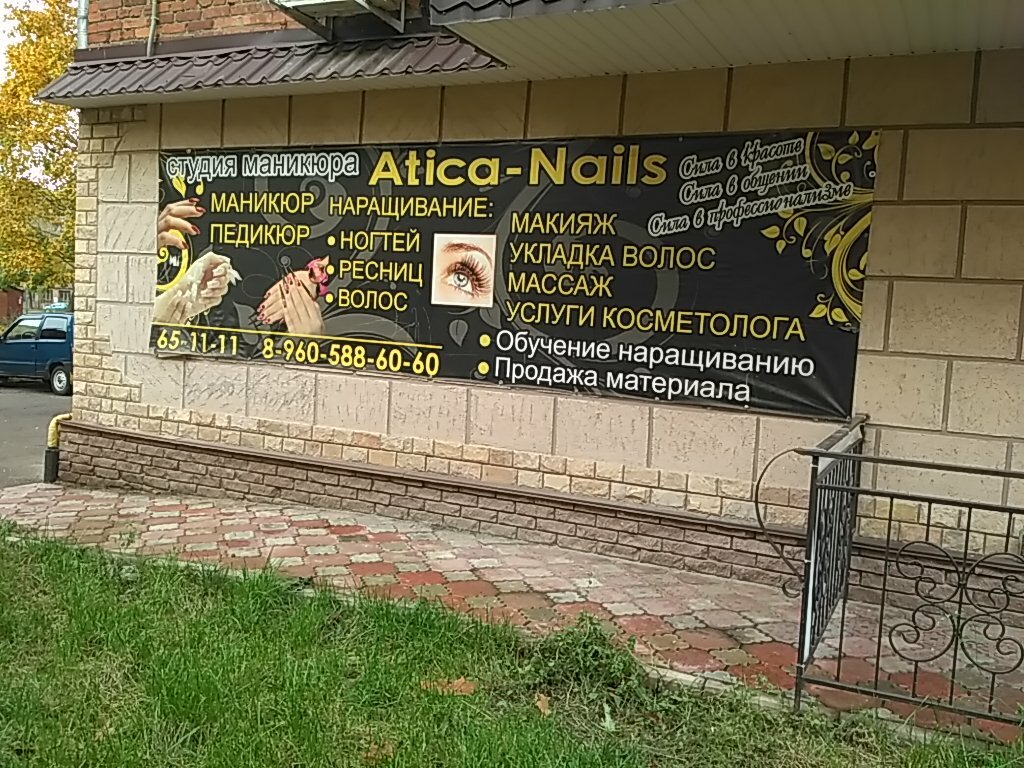 студия маникюра Atica-Nails
Сила в красоте
Сила в общении
Сила в профессионализме
МАНИКЮР
ПЕДИКЮР
НАРАЩИВАНИЕ:
• НОГТЕЙ
• РЕСНИЦ
• ВОЛОС
МАКИЯЖ
УКЛАДКА ВОЛОС
МАССАЖ
УСЛУГИ КОСМЕТОЛОГА
• Обучение наращиванию
• Продажа материала
65-11-11 8-960-588-60-60